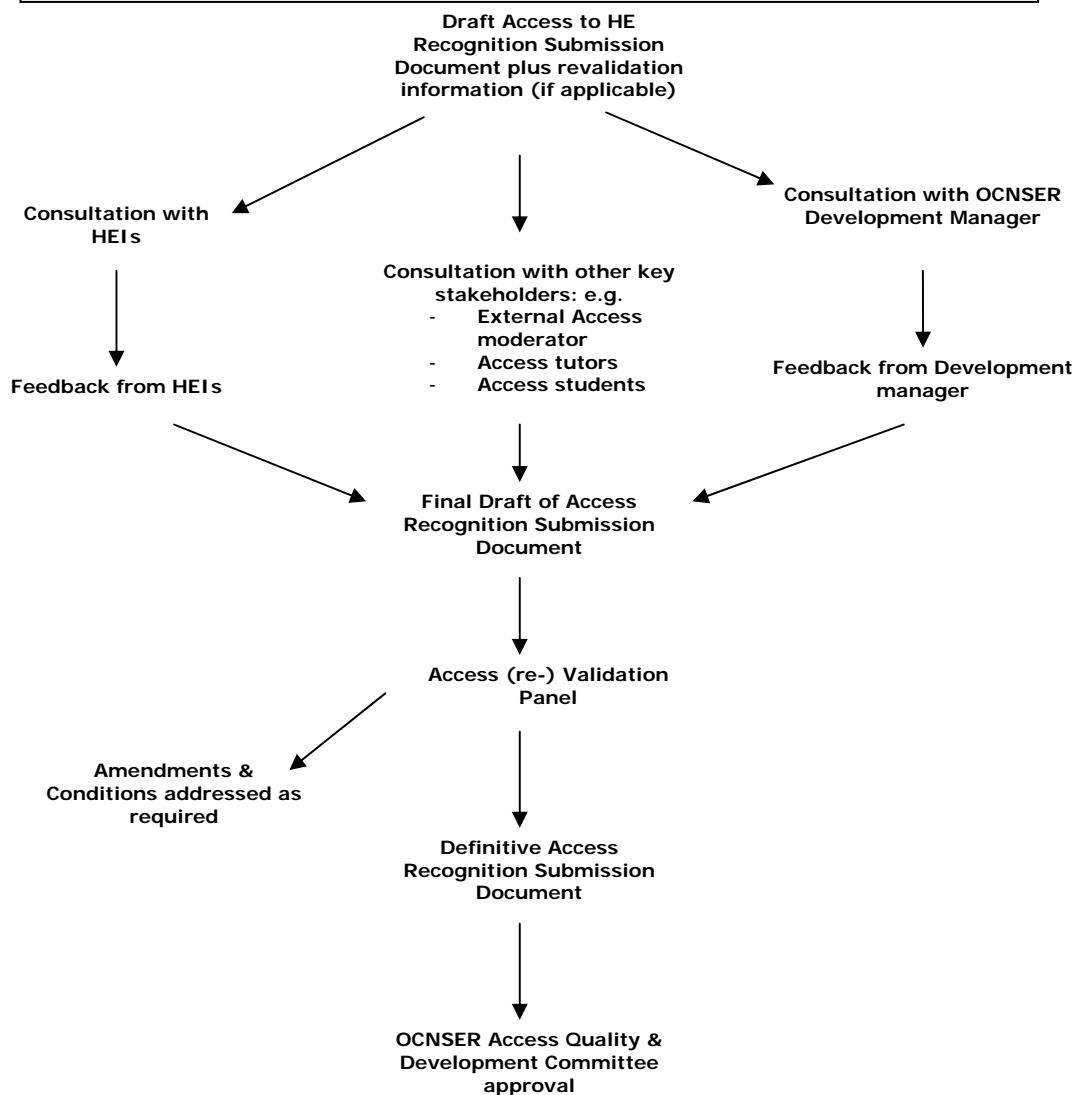 Draft Access to HE
Recognition Submission
Document plus revalidation
information (if applicable)
Consultation with
HEIs
Consultation with OCNSER
Development Manager
Consultation with other key
stakeholders: e.g.
- External Access
moderator
- Access tutors
- Access students
Feedback from HEIs
Feedback from Development
manager
Final Draft of Access
Recognition Submission
Document
Access (re-) Validation
Panel
Amendments &
Conditions addressed as
required
Definitive Access
Recognition Submission
Document
OCNSER Access Quality &
Development Committee
approval